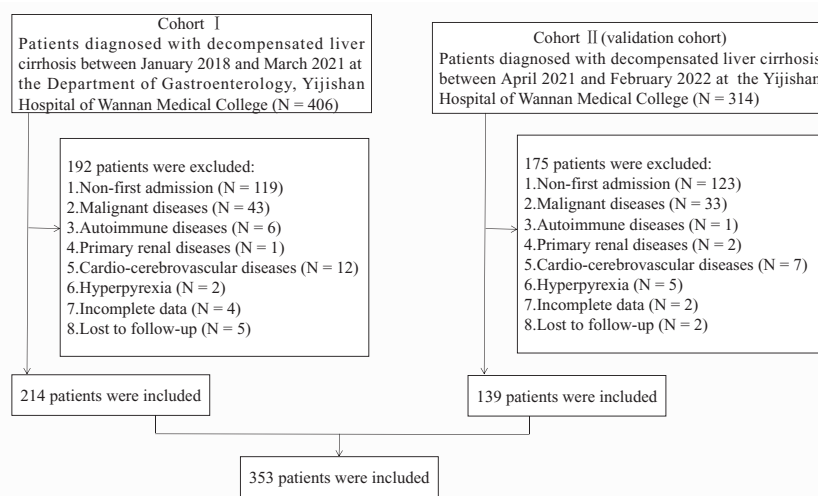 Cohort Ⅰ
Patients diagnosed with decompensated liver
cirrhosis between January 2018 and March 2021 at
the Department of Gastroenterology, Yijishan
Hospital of Wannan Medical College (N = 406)
Cohort Ⅱ (validation cohort)
Patients diagnosed with decompensated liver cirrhosis
between April 2021 and February 2022 at the Yijishan
Hospital of Wannan Medical College (N = 314)
192 patients were excluded:
1.Non-first admission (N = 119)
2.Malignant diseases (N = 43)
3.Autoimmune diseases (N = 6)
4.Primary renal diseases (N = 1)
5.Cardio-cerebrovascular diseases (N = 12)
6.Hyperpyrexia (N = 2)
7.Incomplete data (N = 4)
8.Lost to follow-up (N = 5)
175 patients were excluded:
1.Non-first admission (N = 123)
2.Malignant diseases (N = 33)
3.Autoimmune diseases (N = 1)
4.Primary renal diseases (N = 2)
5.Cardio-cerebrovascular diseases (N = 7)
6.Hyperpyrexia (N = 5)
7.Incomplete data (N = 2)
8.Lost to follow-up (N = 2)
214 patients were included
139 patients were included
353 patients were included